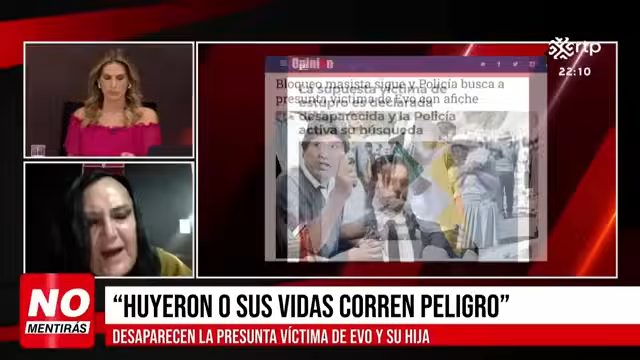 rtp
22:10
Opinión
Bloqueo masista sigue y Policía busca a
presunta víctima de Evo con afiche
La supuesta víctima de
estupro es declarada
desaparecida y la Policía
activa su búsqueda
NO
MENTIRÁS
“HUYERON O SUS VIDAS CORREN PELIGRO”
DESAPARECEN LA PRESUNTA VÍCTIMA DE EVO Y SU HIJA